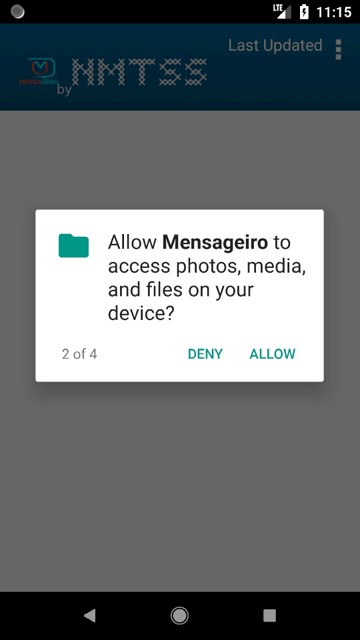 LTE 11:15
Last Updated
MENSAGEIRO
by NMTSS
Allow Mensageiro to
access photos, media,
and files on your
device?
2 of 4 DENY ALLOW